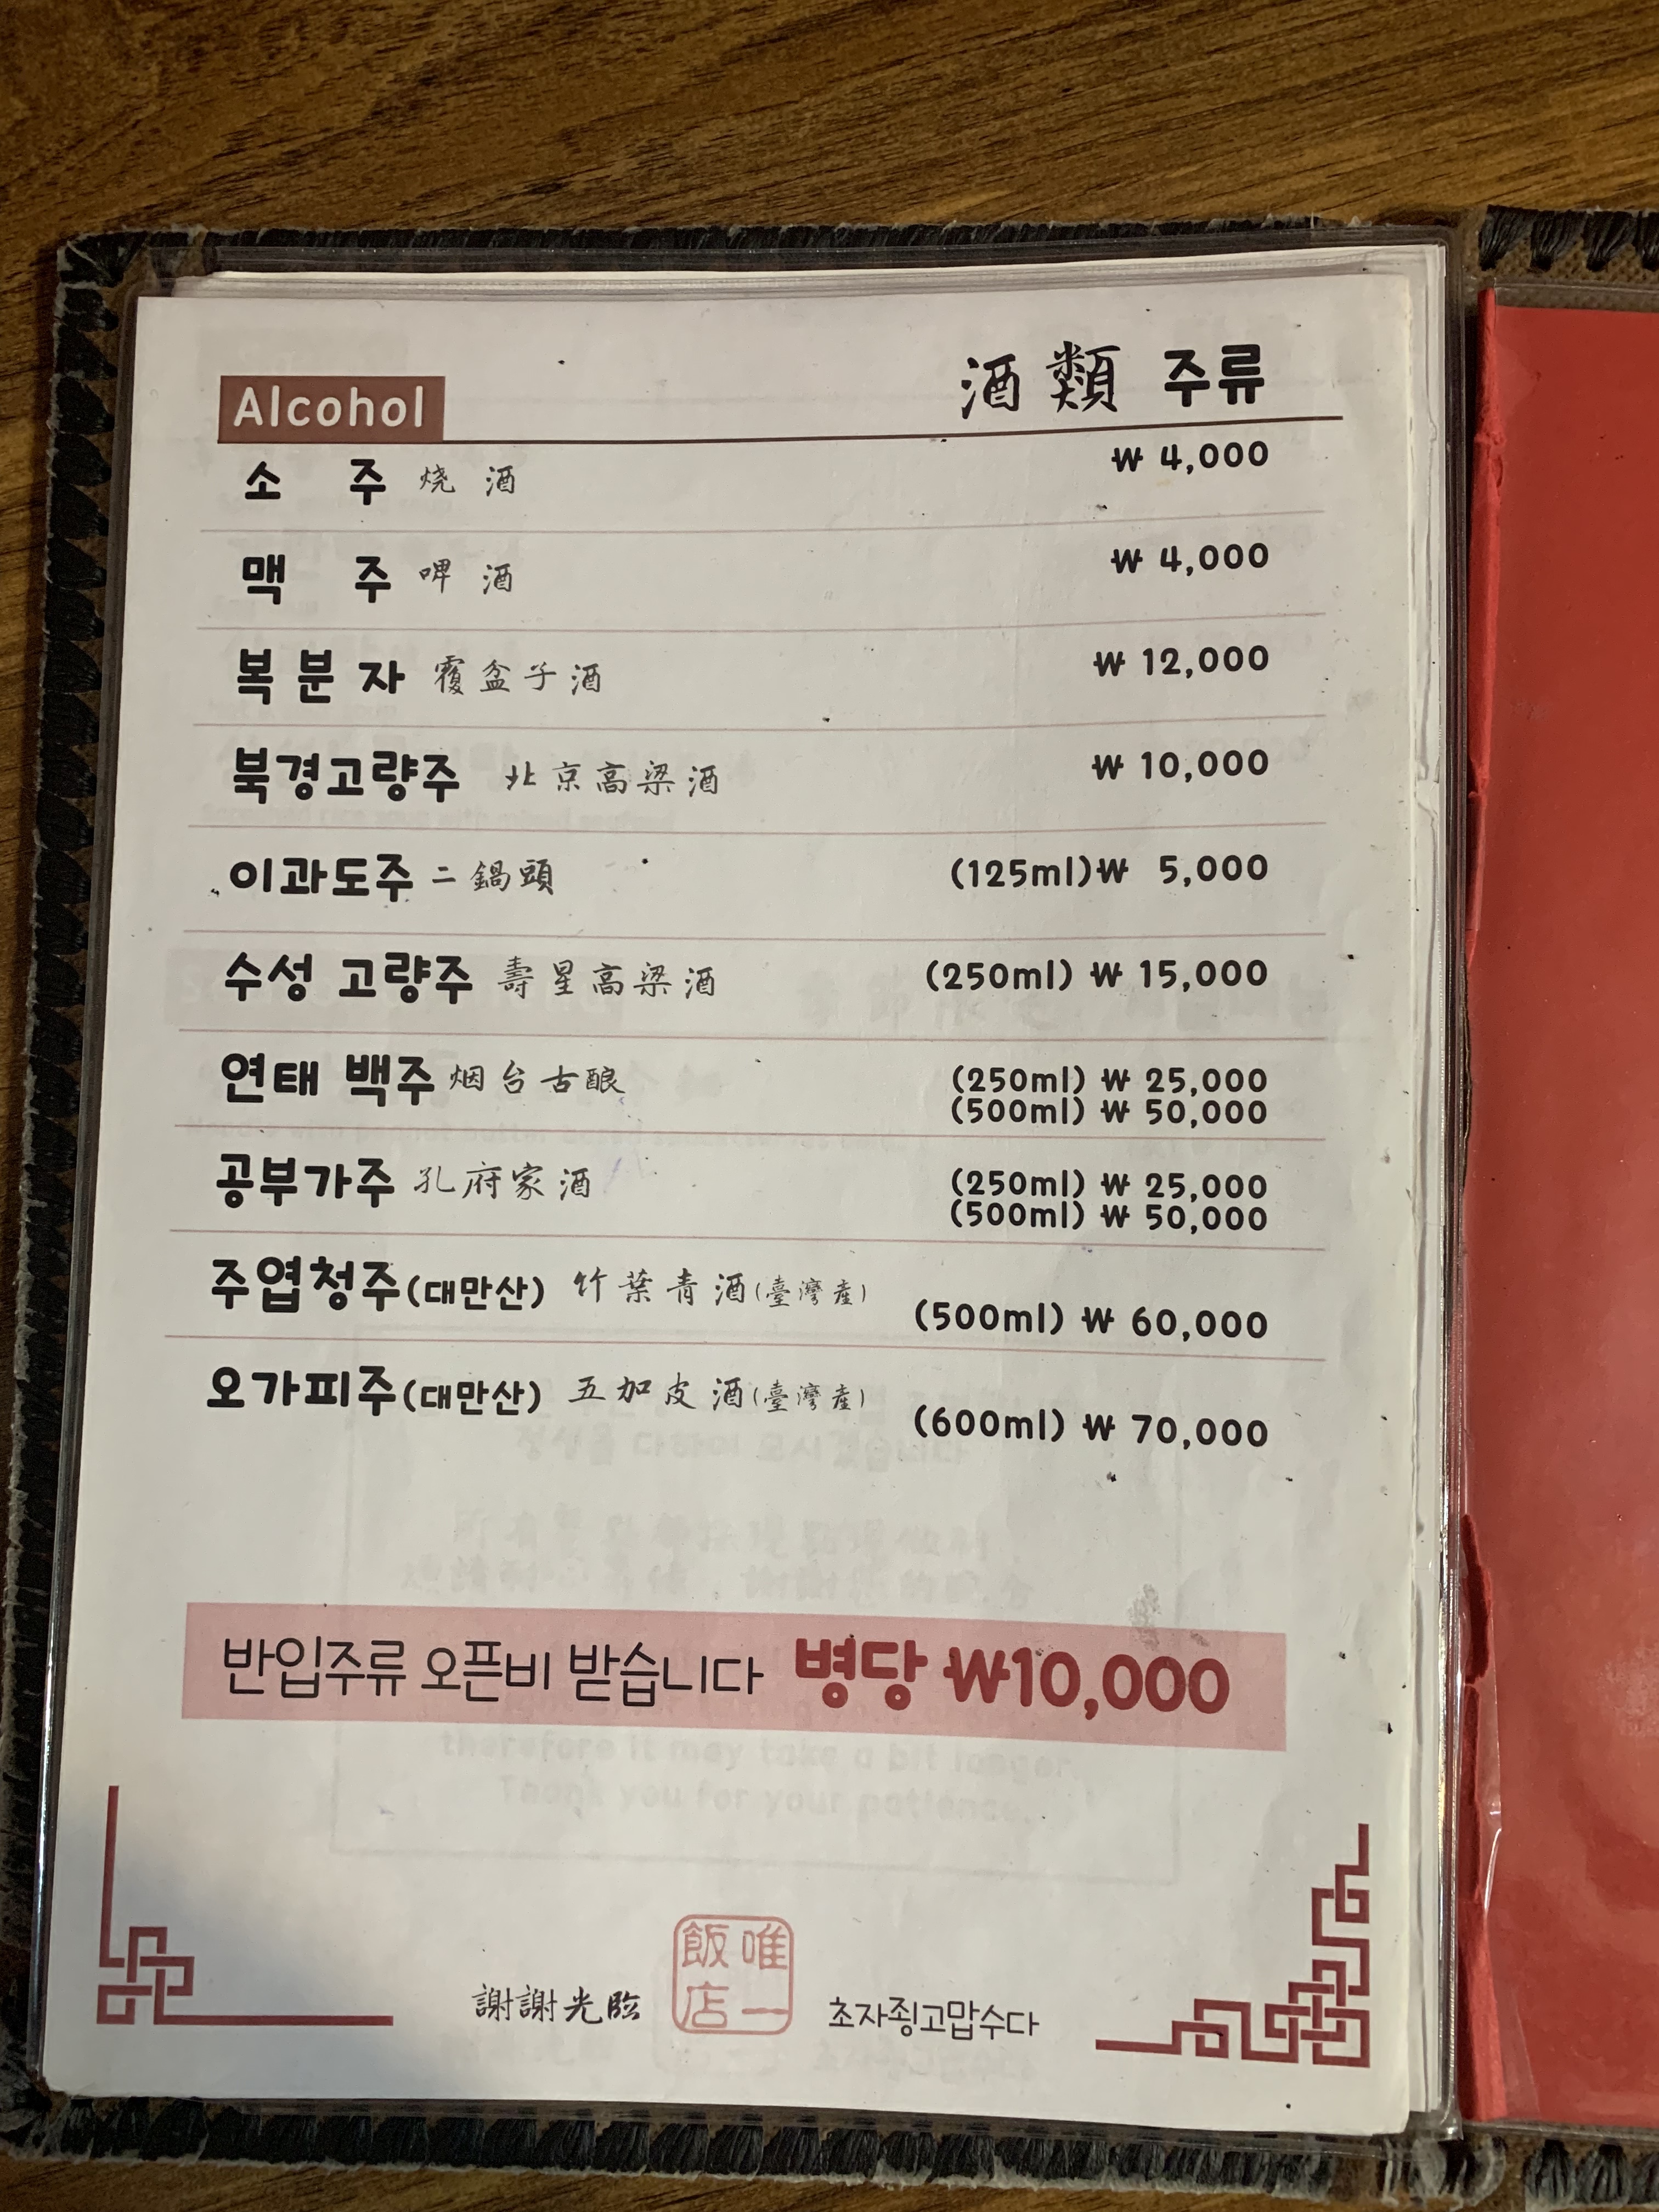 Alcohol 酒類 주류
소 주 烧 酒 ₩ 4,000
맥 주 啤 酒 ₩ 4,000
복 분 자 覆盆子酒 ₩ 12,000
북경고량주 北京高粱酒 ₩ 10,000
이과도주 二鍋頭 (125ml)₩ 5,000
수성 고량주 壽星高粱酒 (250ml) ₩ 15,000
연태 백주 烟台古酿 (250ml) ₩ 25,000
(500ml) ₩ 50,000
공부가주 孔府家酒 (250ml) ₩ 25,000
(500ml) ₩ 50,000
주엽청주(대만산) 竹葉青酒(臺灣産)
(500ml) ₩ 60,000
오가피주(대만산) 五加皮酒(臺灣産)
(600ml) ₩ 70,000
반입주류 오픈비 받습니다 병당 ₩10,000
謝謝光臨 唯一飯店 초자죙고맙수다